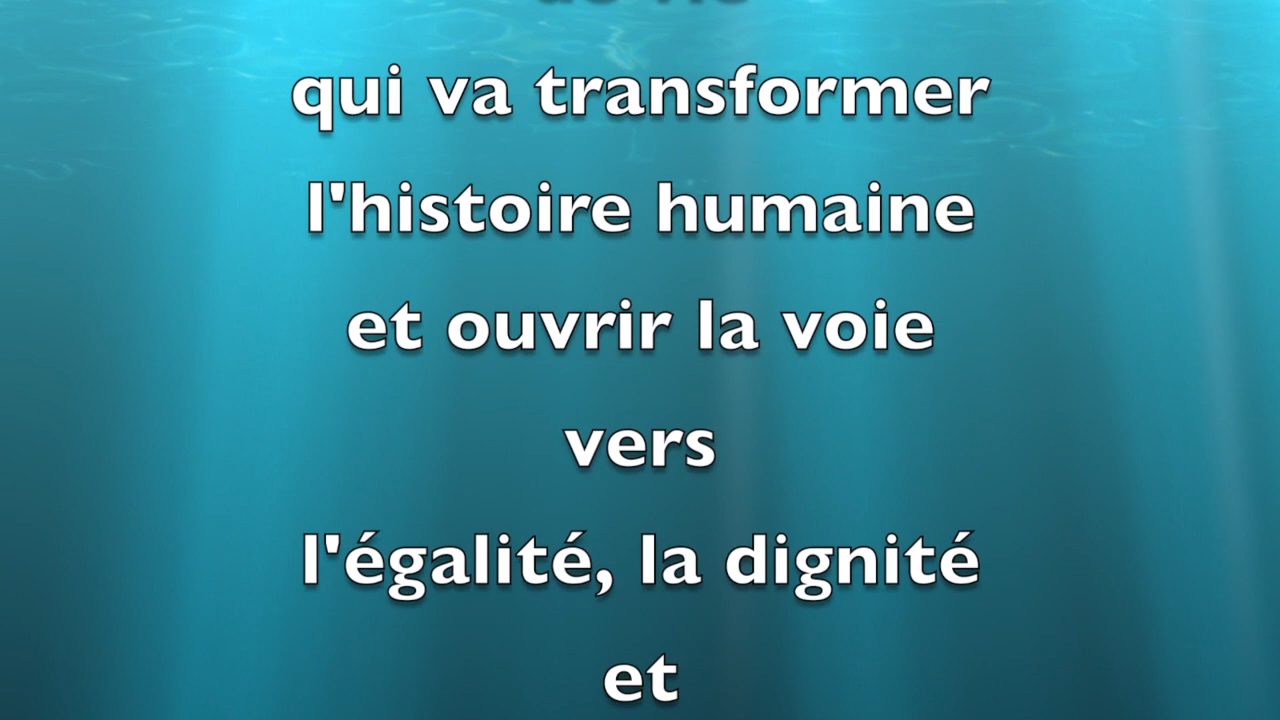 qui va transformer
l'histoire humaine
et ouvrir la voie
vers
l'égalité, la dignité
et